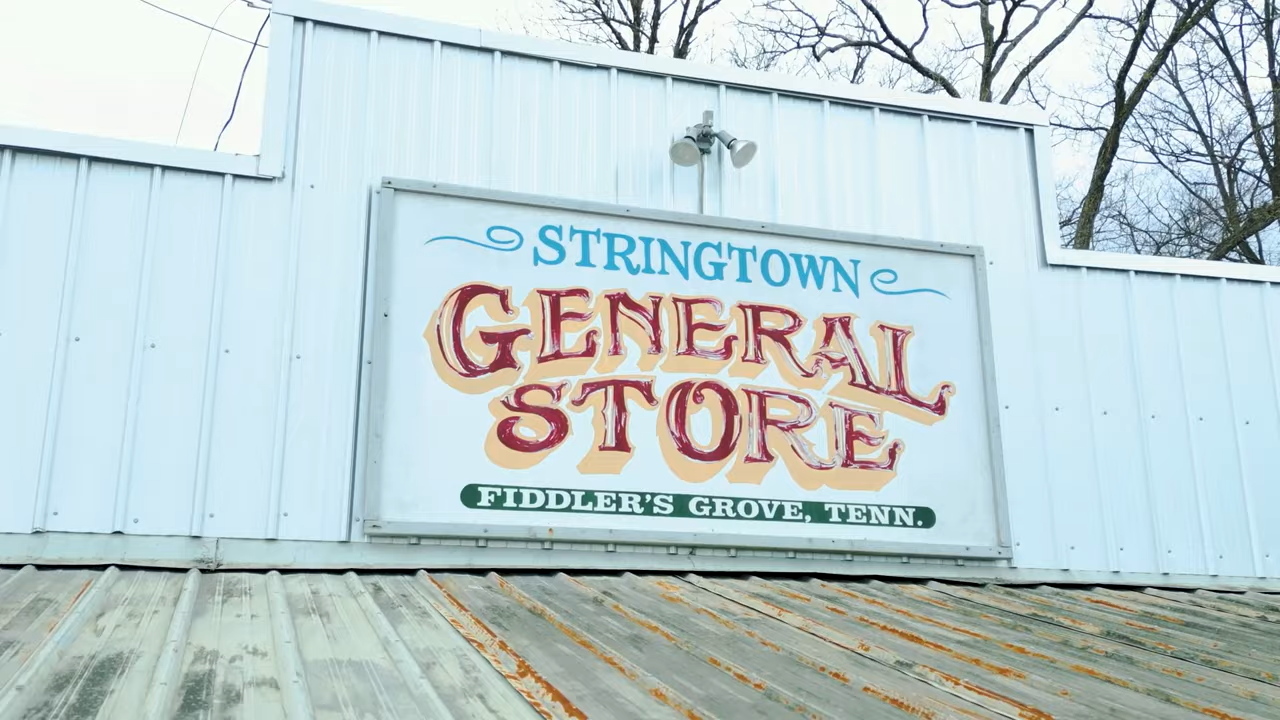 STRINGTOWN
GENERAL
STORE
FIDDLER'S GROVE, TENN.